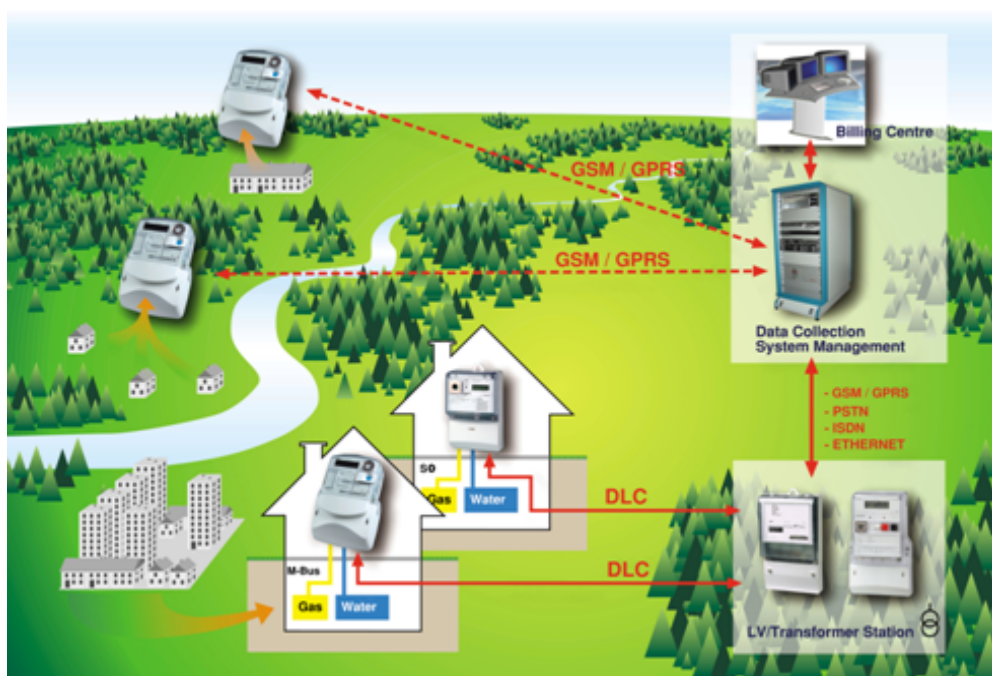 Billing Centre
GSM / GPRS
GSM / GPRS
Data Collection
System Management
- GSM / GPRS
- PSTN
- ISDN
- ETHERNET
S0
Gas
Water
DLC
M-Bus
Gas
Water
DLC
LV/Transformer Station